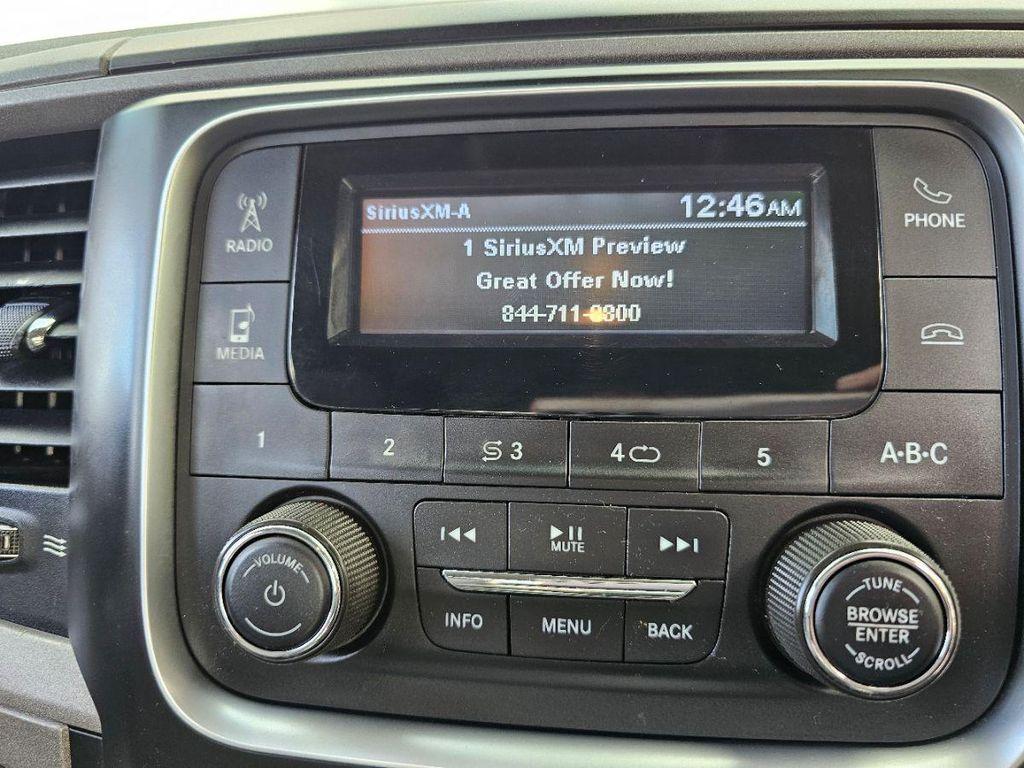 SiriusXM-A 12:46AM
1 SiriusXM Preview
Great Offer Now!
RADIO
MEDIA
PHONE
1 2 3 4 5 A·B·C
VOLUME
MUTE
INFO MENU BACK
TUNE
BROWSE
ENTER
SCROLL